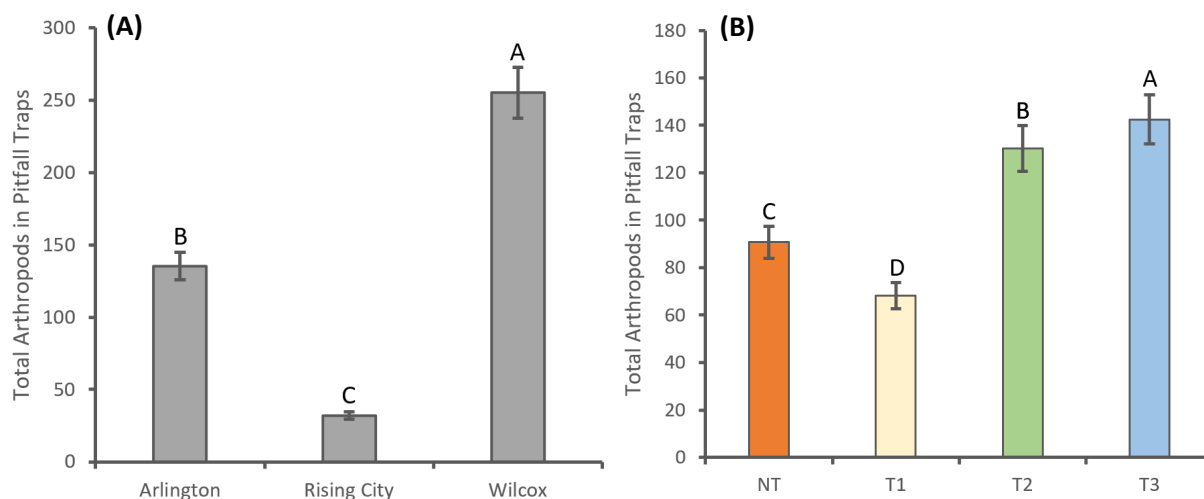 (A)
Total Arthropods in Pitfall Traps
300
250
200
150
100
50
0
B
C
A
Arlington
Rising City
Wilcox
(B)
Total Arthropods in Pitfall Traps
180
160
140
120
100
80
60
40
20
0
C
D
B
A
NT
T1
T2
T3